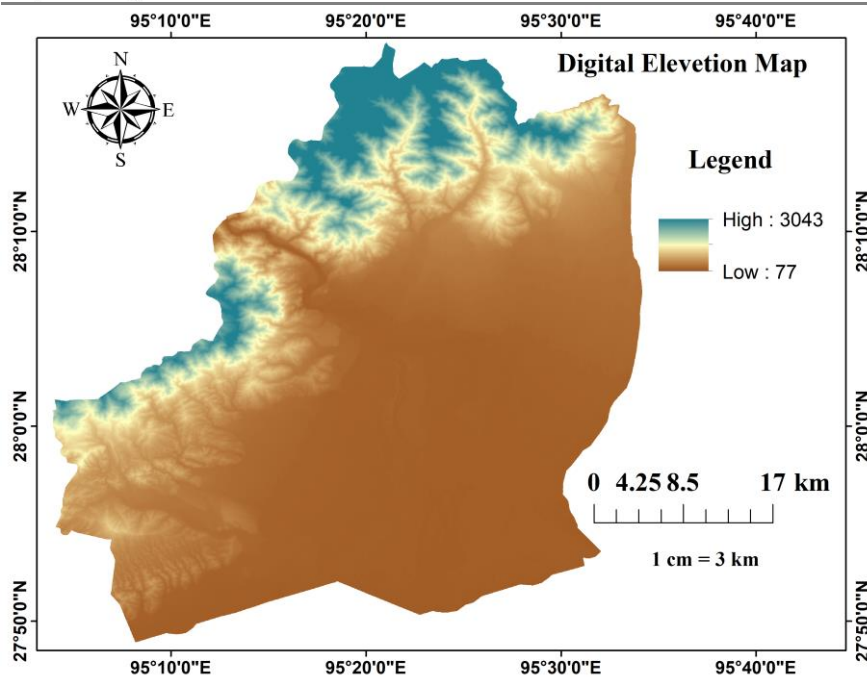 95°10'0"E 95°20'0"E 95°30'0"E 95°40'0"E
N
W E
S
Digital Elevetion Map
Legend
High : 3043
Low : 77
28°10'0"N 28°10'0"N
28°0'0"N 28°0'0"N
0 4.25 8.5 17 km
1 cm = 3 km
27°50'0"N 27°50'0"N
95°10'0"E 95°20'0"E 95°30'0"E 95°40'0"E